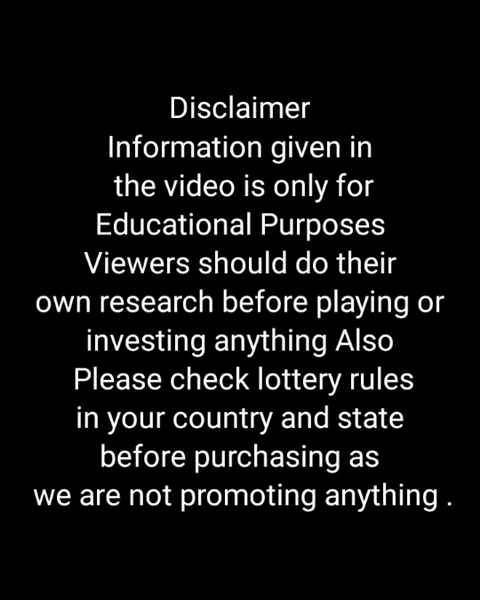 Disclaimer
Information given in
the video is only for
Educational Purposes
Viewers should do their
own research before playing or
investing anything Also
Please check lottery rules
in your country and state
before purchasing as
we are not promoting anything .